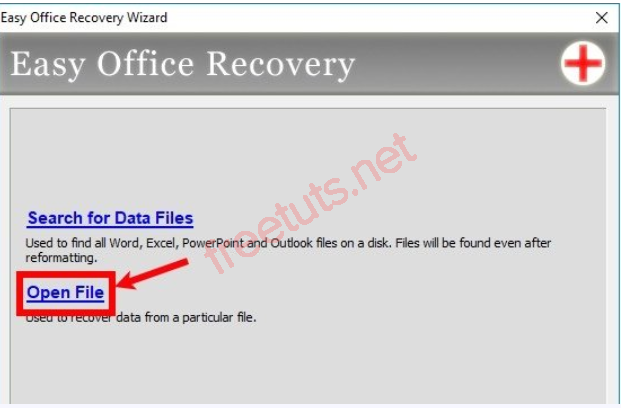 Easy Office Recovery Wizard
Easy Office Recovery
Search for Data Files
Used to find all Word, Excel, PowerPoint and Outlook files on a disk. Files will be found even after
reformatting.
Open File
Used to recover data from a particular file.
freetuts.net